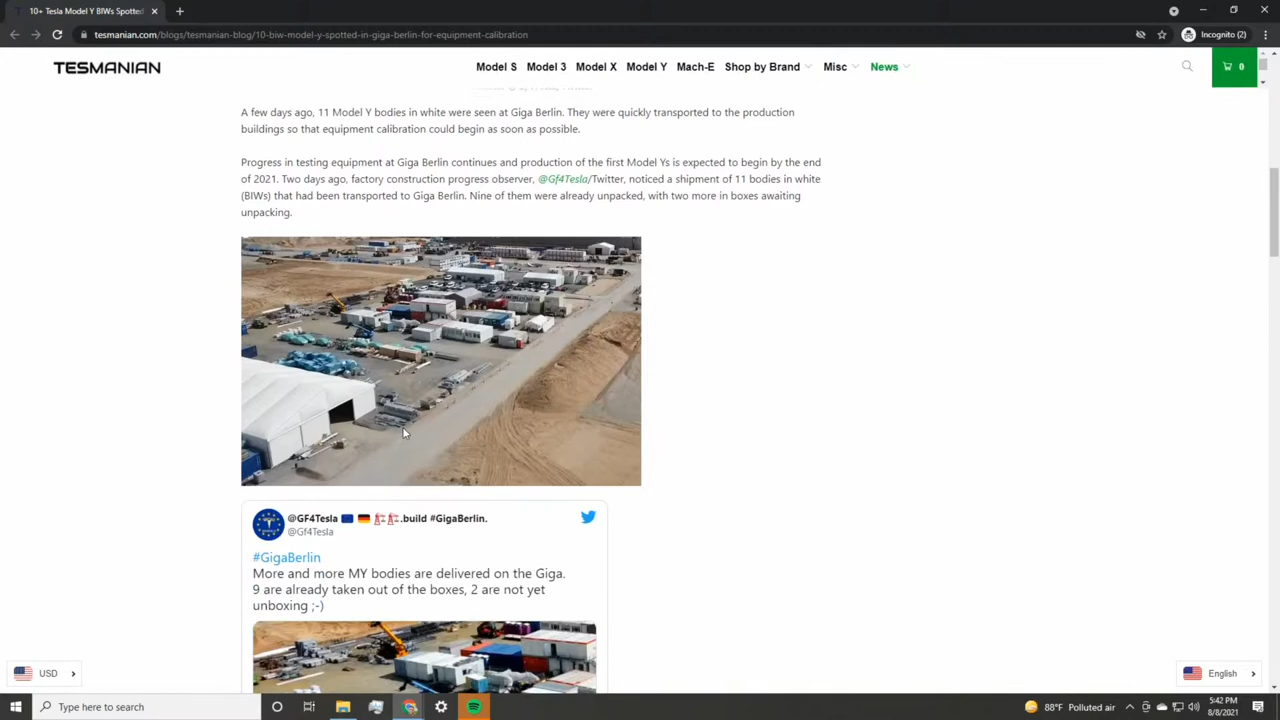 10+ Tesla Model Y BIWs Spotted
tesmanian.com/blogs/tesmanian-blog/10-biw-model-y-spotted-in-giga-berlin-for-equipment-calibration
Incognito (2)
TESMANIAN
Model S Model 3 Model X Model Y Mach-E Shop by Brand Misc News
0
A few days ago, 11 Model Y bodies in white were seen at Giga Berlin. They were quickly transported to the production
buildings so that equipment calibration could begin as soon as possible.
Progress in testing equipment at Giga Berlin continues and production of the first Model Ys is expected to begin by the end
of 2021. Two days ago, factory construction progress observer, @Gf4Tesla/Twitter, noticed a shipment of 11 bodies in white
(BIWs) that had been transported to Giga Berlin. Nine of them were already unpacked, with two more in boxes awaiting
unpacking.
@GF4Tesla 🇪🇺 🇩🇪 🏗🏗.build #GigaBerlin.
@Gf4Tesla
#GigaBerlin
More and more MY bodies are delivered on the Giga.
9 are already taken out of the boxes, 2 are not yet
unboxing ;-)
USD
English
Type here to search
88°F Polluted air
5:42 PM
8/8/2021